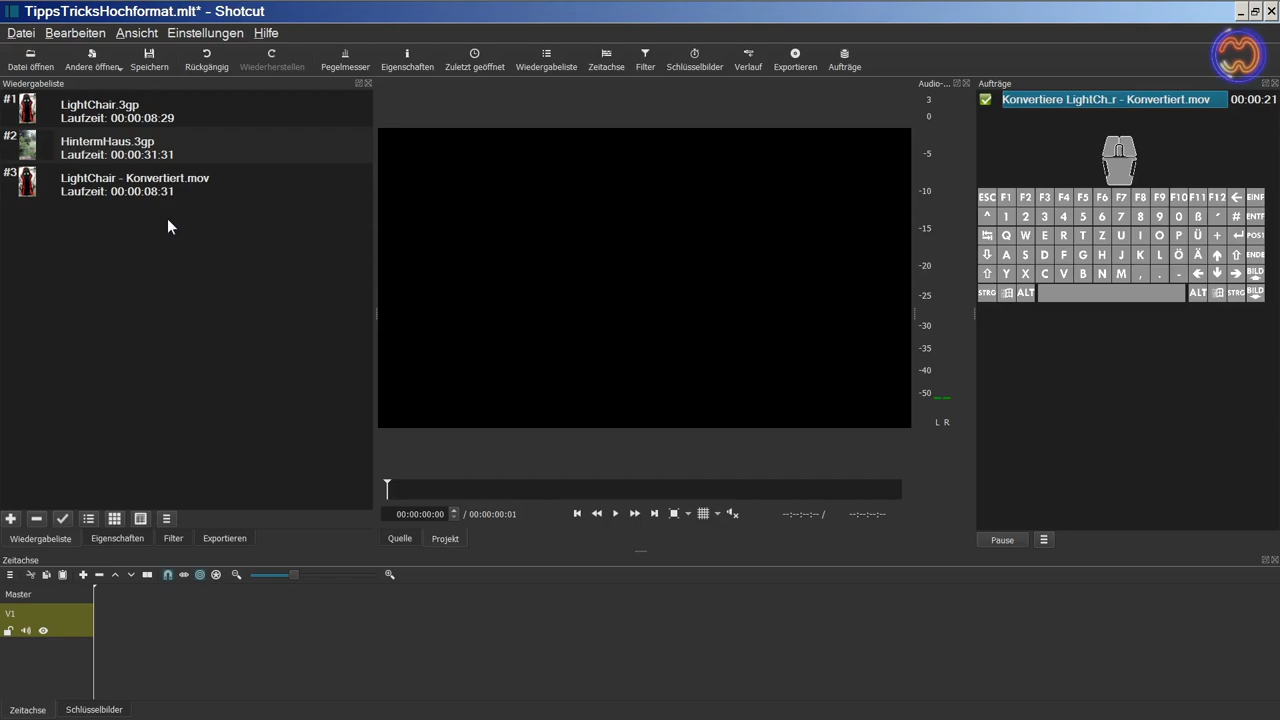 TippsTricksHochformat.mlt* - Shotcut
Datei Bearbeiten Ansicht Einstellungen Hilfe
Datei öffnen Andere öffnen Speichern Rückgängig Wiederherstellen Pegelmesser Eigenschaften Zuletzt geöffnet Wiedergabeliste Zeitachse Filter Schlüsselbilder Verlauf Exportieren Aufträge
Wiedergabeliste
#1 LightChair.3gp
Laufzeit: 00:00:08:29
#2 HintermHaus.3gp
Laufzeit: 00:00:31:31
#3 LightChair - Konvertiert.mov
Laufzeit: 00:00:08:31
Wiedergabeliste Eigenschaften Filter Exportieren
00:00:00:00 / 00:00:00:01 --:--:--:-- / --:--:--:--
Quelle Projekt
Audio-...
3
0
-5
-10
-15
-20
-25
-30
-35
-40
-50
L R
Aufträge
Konvertiere LightCh...r - Konvertiert.mov 00:00:21
ESC F1 F2 F3 F4 F5 F6 F7 F8 F9 F10 F11 F12 ← EINF
^ 1 2 3 4 5 6 7 8 9 0 ß ´ # ENTF
Q W E R T Z U I O P Ü + POS1
A S D F G H J K L Ö Ä ENDE
Y X C V B N M , . - BILD
STRG ALT ALT STRG BILD
Pause
Zeitachse
Master
V1
Zeitachse Schlüsselbilder